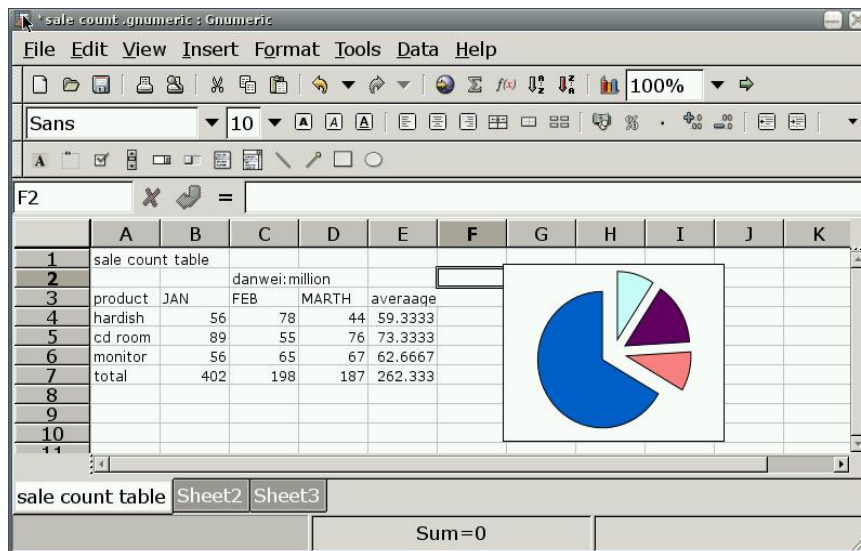 *sale count .gnumeric : Gnumeric
File Edit View Insert Format Tools Data Help
f(x) 100%
Sans 10 A A A %
A
F2 =
A B C D E F G H I J K
1 sale count table
2 danwei:million
3 product JAN FEB MARTH averaage
4 hardish 56 78 44 59.3333
5 cd room 89 55 76 73.3333
6 monitor 56 65 67 62.6667
7 total 402 198 187 262.333
8
9
10
11
sale count table Sheet2 Sheet3
Sum=0